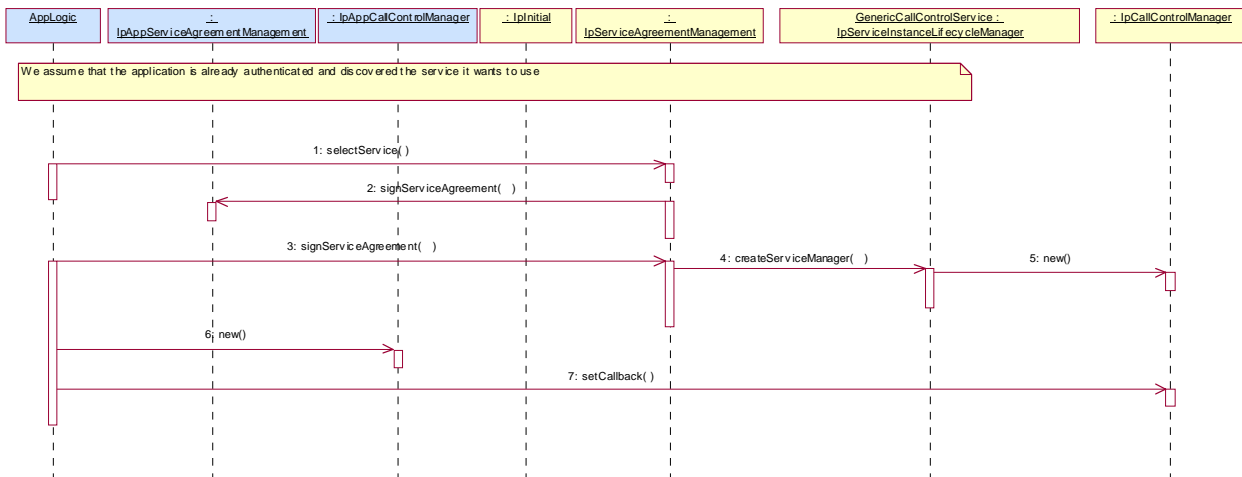 AppLogic
:
IpAppServiceAgreementManagement
: IpAppCallControlManager
: IpInitial
:
IpServiceAgreementManagement
GenericCallControlService :
IpServiceInstanceLifecycleManager
: IpCallControlManager
We assume that the application is already authenticated and discovered the service it wants to use
1: selectService( )
2: signServiceAgreement( )
3: signServiceAgreement( )
4: createServiceManager( )
5: new()
6: new()
7: setCallback( )